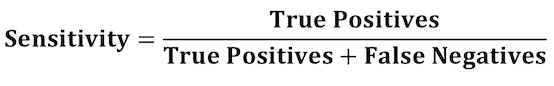 Sensitivity = True Positives / True Positives + False Negatives